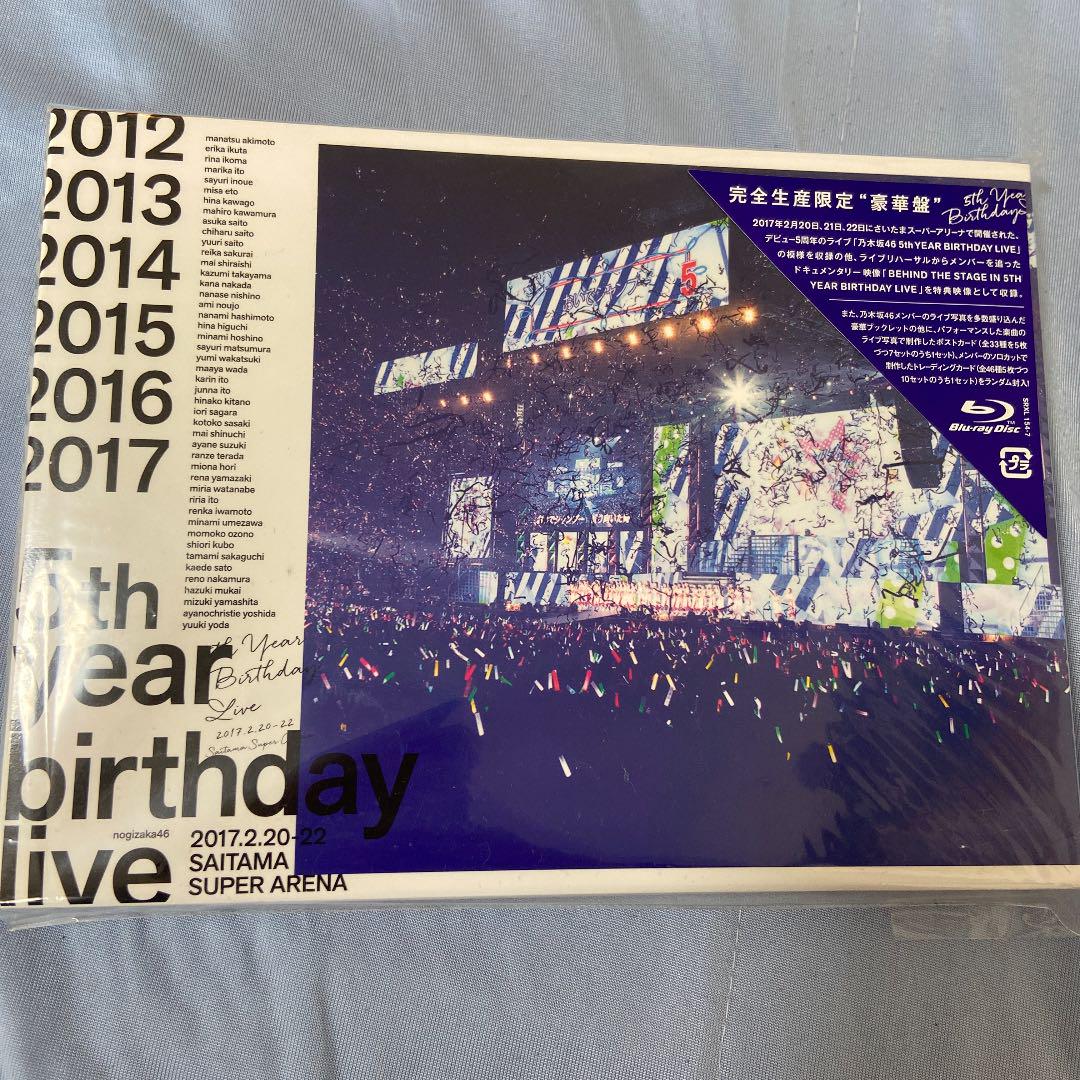 2012
2013
2014
2015
2016
2017
manatsu akimoto
erika ikuta
rina ikoma
marika ito
sayuri inoue
misa eto
hina kawago
mahiro kawamura
asuka saito
chiharu saito
yuuri saito
reika sakurai
mai shiraishi
kazumi takayama
kana nakada
nanase nishino
ami noujo
nanami hashimoto
hina higuchi
minami hoshino
sayuri matsumura
yumi wakatsuki
maaya wada
karin ito
junna ito
hinako kitano
iori sagara
kotoko sasaki
mai shinuchi
ayane suzuki
ranze terada
miona hori
rena yamazaki
miria watanabe
riria ito
renka iwamoto
minami umezawa
momoko ozono
shiori kubo
tamami sakaguchi
kaede sato
reno nakamura
hazuki mukai
mizuki yamashita
ayanochristie yoshida
yuuki yoda
5th
year
birthday
live
th Year
Birthday
Live
2017.2.20-22
Saitama Super
nogizaka46
2017.2.20-22
SAITAMA
SUPER ARENA
5
完全生産限定“豪華盤”
5th Yea
Birthday
2017年2月20日、21日、22日にさいたまスーパーアリーナで開催された、
デビュー5周年のライブ「乃木坂46 5thYEAR BIRTHDAY LIVE」
の模様を収録の他、ライブリハーサルからメンバーを追った
ドキュメンタリー映像「BEHIND THE STAGE IN 5TH
YEAR BIRTHDAY LIVE」を特典映像として収録。
また、乃木坂46メンバーのライブ写真を多数盛り込んだ
豪華ブックレットの他に、パフォーマンスした楽曲の
ライブ写真で制作したポストカード(全33種を5枚
づつ7セットのうち1セット)、メンバーのソロカットで
制作したトレーディングカード(全46種5枚づつ
10セットのうち1セット)をランダム封入!
Blu-ray Disc
TM
SRXL 154-7
プラ